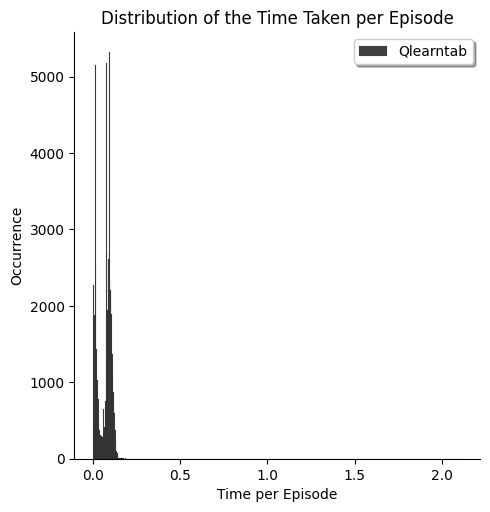 Distribution of the Time Taken per Episode
Qlearntab
Occurrence
5000
4000
3000
2000
1000
0
0.0 0.5 1.0 1.5 2.0
Time per Episode